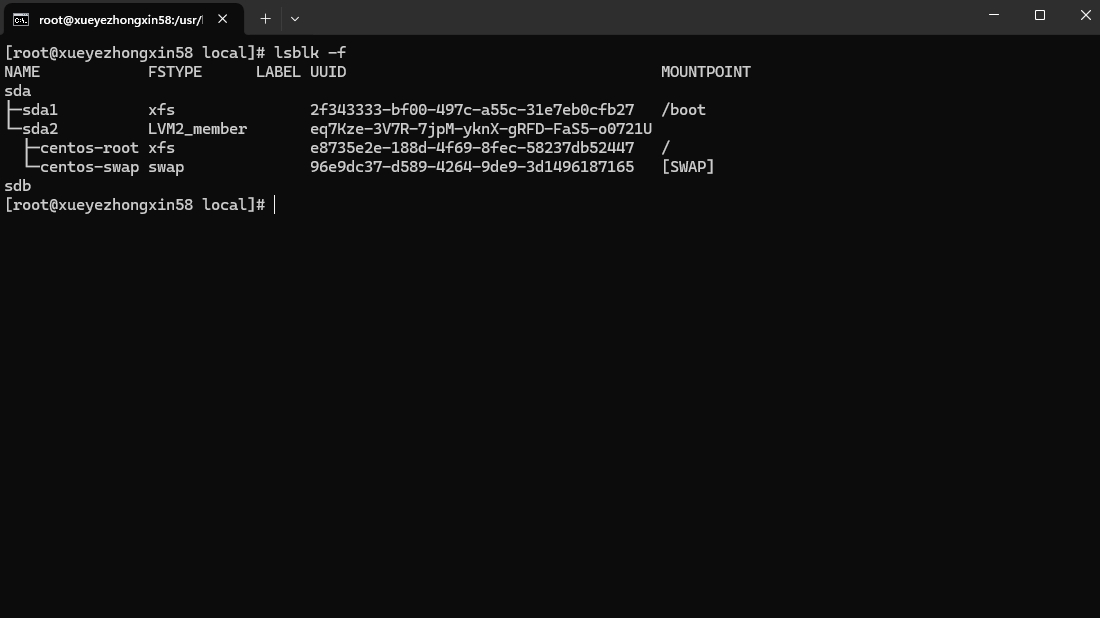 root@xueyezhongxin58:/usr/l
[root@xueyezhongxin58 local]# lsblk -f
NAME            FSTYPE      LABEL UUID                                   MOUNTPOINT
sda
├─sda1          xfs               2f343333-bf00-497c-a55c-31e7eb0cfb27   /boot
└─sda2          LVM2_member       eq7Kze-3V7R-7jpM-yknX-gRFD-FaS5-o0721U
  ├─centos-root xfs               e8735e2e-188d-4f69-8fec-58237db52447   /
  └─centos-swap swap              96e9dc37-d589-4264-9de9-3d1496187165   [SWAP]
sdb
[root@xueyezhongxin58 local]#